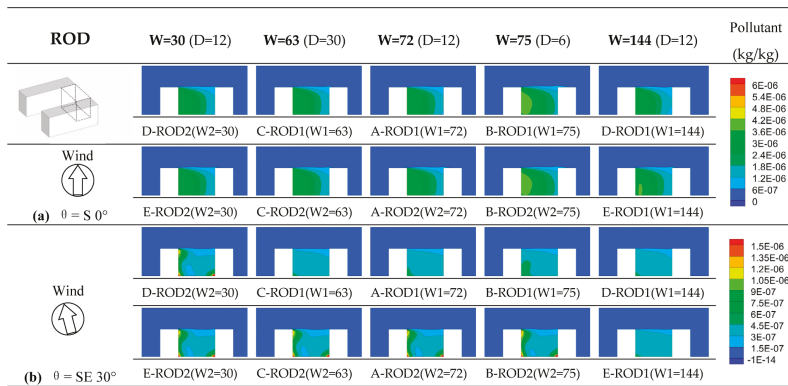 ROD W=30 (D=12) W=63 (D=30) W=72 (D=12) W=75 (D=6) W=144 (D=12) Pollutant
(kg/kg)
6E-06
5.4E-06
4.8E-06
4.2E-06
3.6E-06
3E-06
2.4E-06
1.8E-06
1.2E-06
6E-07
0
D-ROD2(W2=30) C-ROD1(W1=63) A-ROD1(W1=72) B-ROD1(W1=75) D-ROD1(W1=144)
Wind
E-ROD2(W2=30) C-ROD2(W2=63) A-ROD2(W2=72) B-ROD2(W2=75) E-ROD1(W1=144)
(a) θ = S 0°
1.5E-06
1.35E-06
1.2E-06
1.05E-06
9E-07
7.5E-07
6E-07
4.5E-07
3E-07
1.5E-07
-1E-14
D-ROD2(W2=30) C-ROD1(W1=63) A-ROD1(W1=72) B-ROD1(W1=75) D-ROD1(W1=144)
Wind
E-ROD2(W2=30) C-ROD2(W2=63) A-ROD2(W2=72) B-ROD2(W2=75) E-ROD1(W1=144)
(b) θ = SE 30°